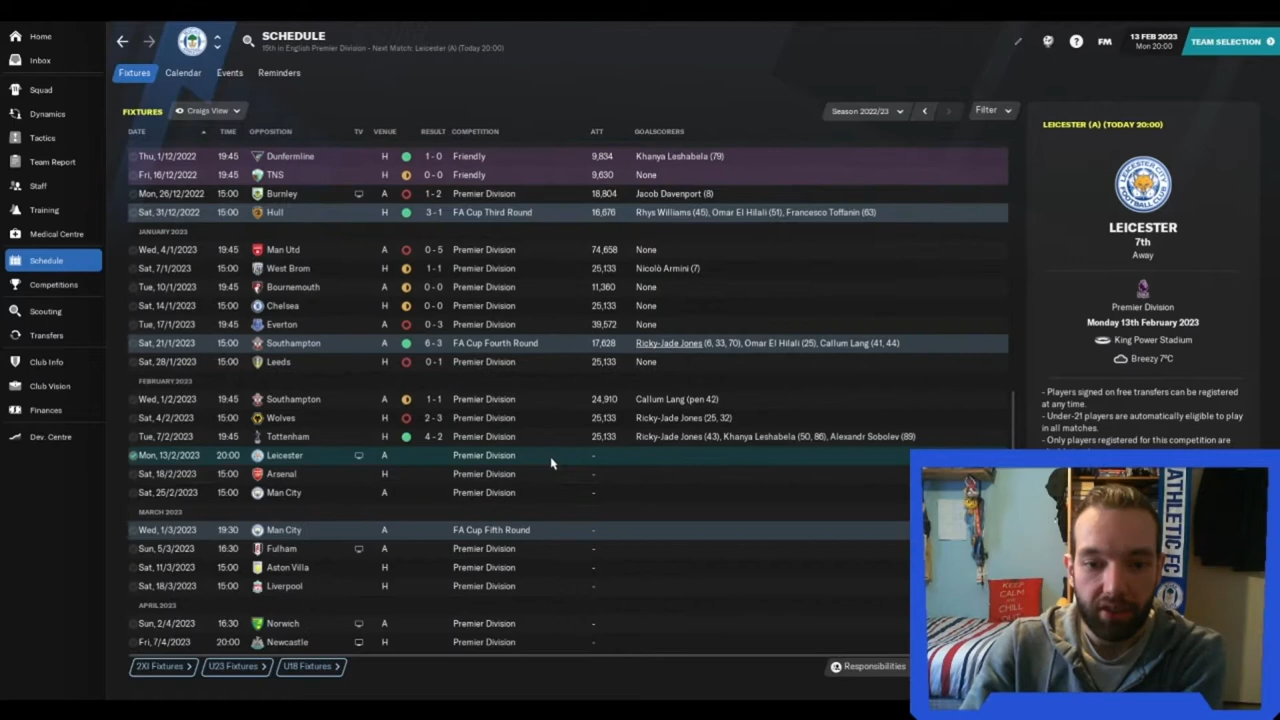 Home
Inbox
Squad
Dynamics
Tactics
Team Report
Staff
Training
Medical Centre
Schedule
Competitions
Scouting
Transfers
Club Info
Club Vision
Finances
Dev. Centre
SCHEDULE
15th in English Premier Division - Next Match: Leicester (A) (Today 20:00)
? FM 13 FEB 2023 Mon 20:00 TEAM SELECTION
Fixtures Calendar Events Reminders
FIXTURES Craigs View Season 2022/23 Filter
DATE TIME OPPOSITION TV VENUE RESULT COMPETITION ATT GOALSCORERS
Thu, 1/12/2022 19:45 Dunfermline H 1-0 Friendly 9,834 Khanya Leshabela (79)
Fri, 16/12/2022 19:45 TNS H 0-0 Friendly 9,630 None
Mon, 26/12/2022 15:00 Burnley A 1-2 Premier Division 18,804 Jacob Davenport (8)
Sat, 31/12/2022 15:00 Hull H 3-1 FA Cup Third Round 16,676 Rhys Williams (45), Omar El Hilali (51), Francesco Toffanin (63)
JANUARY 2023
Wed, 4/1/2023 19:45 Man Utd A 0-5 Premier Division 74,658 None
Sat, 7/1/2023 15:00 West Brom H 1-1 Premier Division 25,133 Nicolò Armini (7)
Tue, 10/1/2023 19:45 Bournemouth A 0-0 Premier Division 11,360 None
Sat, 14/1/2023 15:00 Chelsea H 0-0 Premier Division 25,133 None
Tue, 17/1/2023 19:45 Everton A 0-3 Premier Division 39,572 None
Sat, 21/1/2023 15:00 Southampton A 6-3 FA Cup Fourth Round 17,628 Ricky-Jade Jones (6, 33, 70), Omar El Hilali (25), Callum Lang (41, 44)
Sat, 28/1/2023 15:00 Leeds H 0-1 Premier Division 25,133 None
FEBRUARY 2023
Wed, 1/2/2023 19:45 Southampton A 1-1 Premier Division 24,910 Callum Lang (pen 42)
Sat, 4/2/2023 15:00 Wolves H 2-3 Premier Division 25,133 Ricky-Jade Jones (25, 32)
Tue, 7/2/2023 19:45 Tottenham H 4-2 Premier Division 25,133 Ricky-Jade Jones (43), Khanya Leshabela (50, 86), Alexandr Sobolev (89)
Mon, 13/2/2023 20:00 Leicester A Premier Division -
Sat, 18/2/2023 15:00 Arsenal H Premier Division -
Sat, 25/2/2023 15:00 Man City A Premier Division -
MARCH 2023
Wed, 1/3/2023 19:30 Man City A FA Cup Fifth Round -
Sun, 5/3/2023 16:30 Fulham A Premier Division -
Sat, 11/3/2023 15:00 Aston Villa H Premier Division -
Sat, 18/3/2023 15:00 Liverpool H Premier Division -
APRIL 2023
Sun, 2/4/2023 16:30 Norwich A Premier Division -
Fri, 7/4/2023 20:00 Newcastle H Premier Division -
2XI Fixtures U23 Fixtures U18 Fixtures Responsibilities
LEICESTER (A) (TODAY 20:00)
LEICESTER
7th
Away
Premier Division
Monday 13th February 2023
King Power Stadium
Breezy 7°C
- Players signed on free transfers can be registered
at any time.
- Under-21 players are automatically eligible to play
in all matches.
- Only players registered for this competition are
KEEP
CALM
AND
CHILL
OUT
ATHLETIC FC